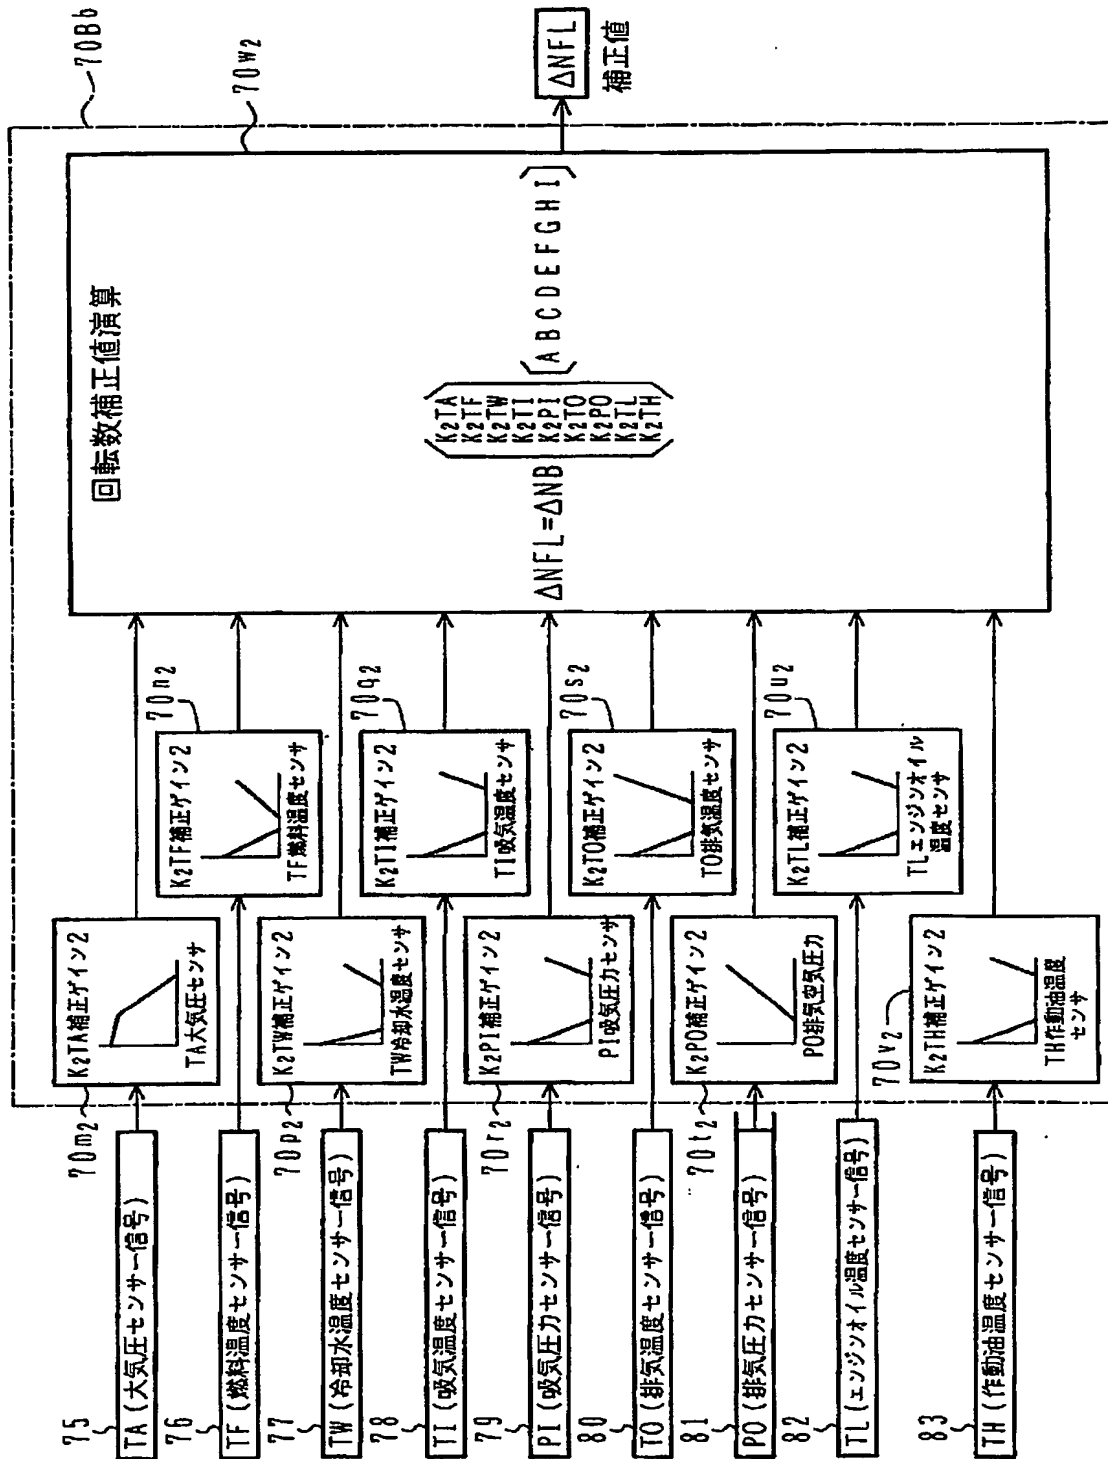 70Bb
70w2
回転数補正値演算
ΔNFL=ΔNB
K2TA
K2TF
K2TW
K2TI
K2PI
K2TO
K2PO
K2TL
K2TH
A B C D E F G H I
ΔNFL
補正値
70m2
K2TA補正ゲイン2
TA大気圧センサ
70n2
K2TF補正ゲイン2
TF燃料温度センサ
70p2
K2TW補正ゲイン2
TW冷却水温度センサ
70q2
K2TI補正ゲイン2
TI吸気温度センサ
70r2
K2PI補正ゲイン2
PI吸気圧力センサ
70s2
K2TO補正ゲイン2
TO排気温度センサ
70t2
K2PO補正ゲイン2
PO排気空気圧力
70u2
K2TL補正ゲイン2
TLエンジンオイル
温度センサ
70v2
K2TH補正ゲイン2
TH作動油温度
センサ
75
TA(大気圧センサー信号)
76
TF(燃料温度センサー信号)
77
TW(冷却水温度センサー信号)
78
TI(吸気温度センサー信号)
79
PI(吸気圧力センサー信号)
80
TO(排気温度センサー信号)
81
PO(排気圧力センサー信号)
82
TL(エンジンオイル温度センサー信号)
83
TH(作動油温度センサー信号)